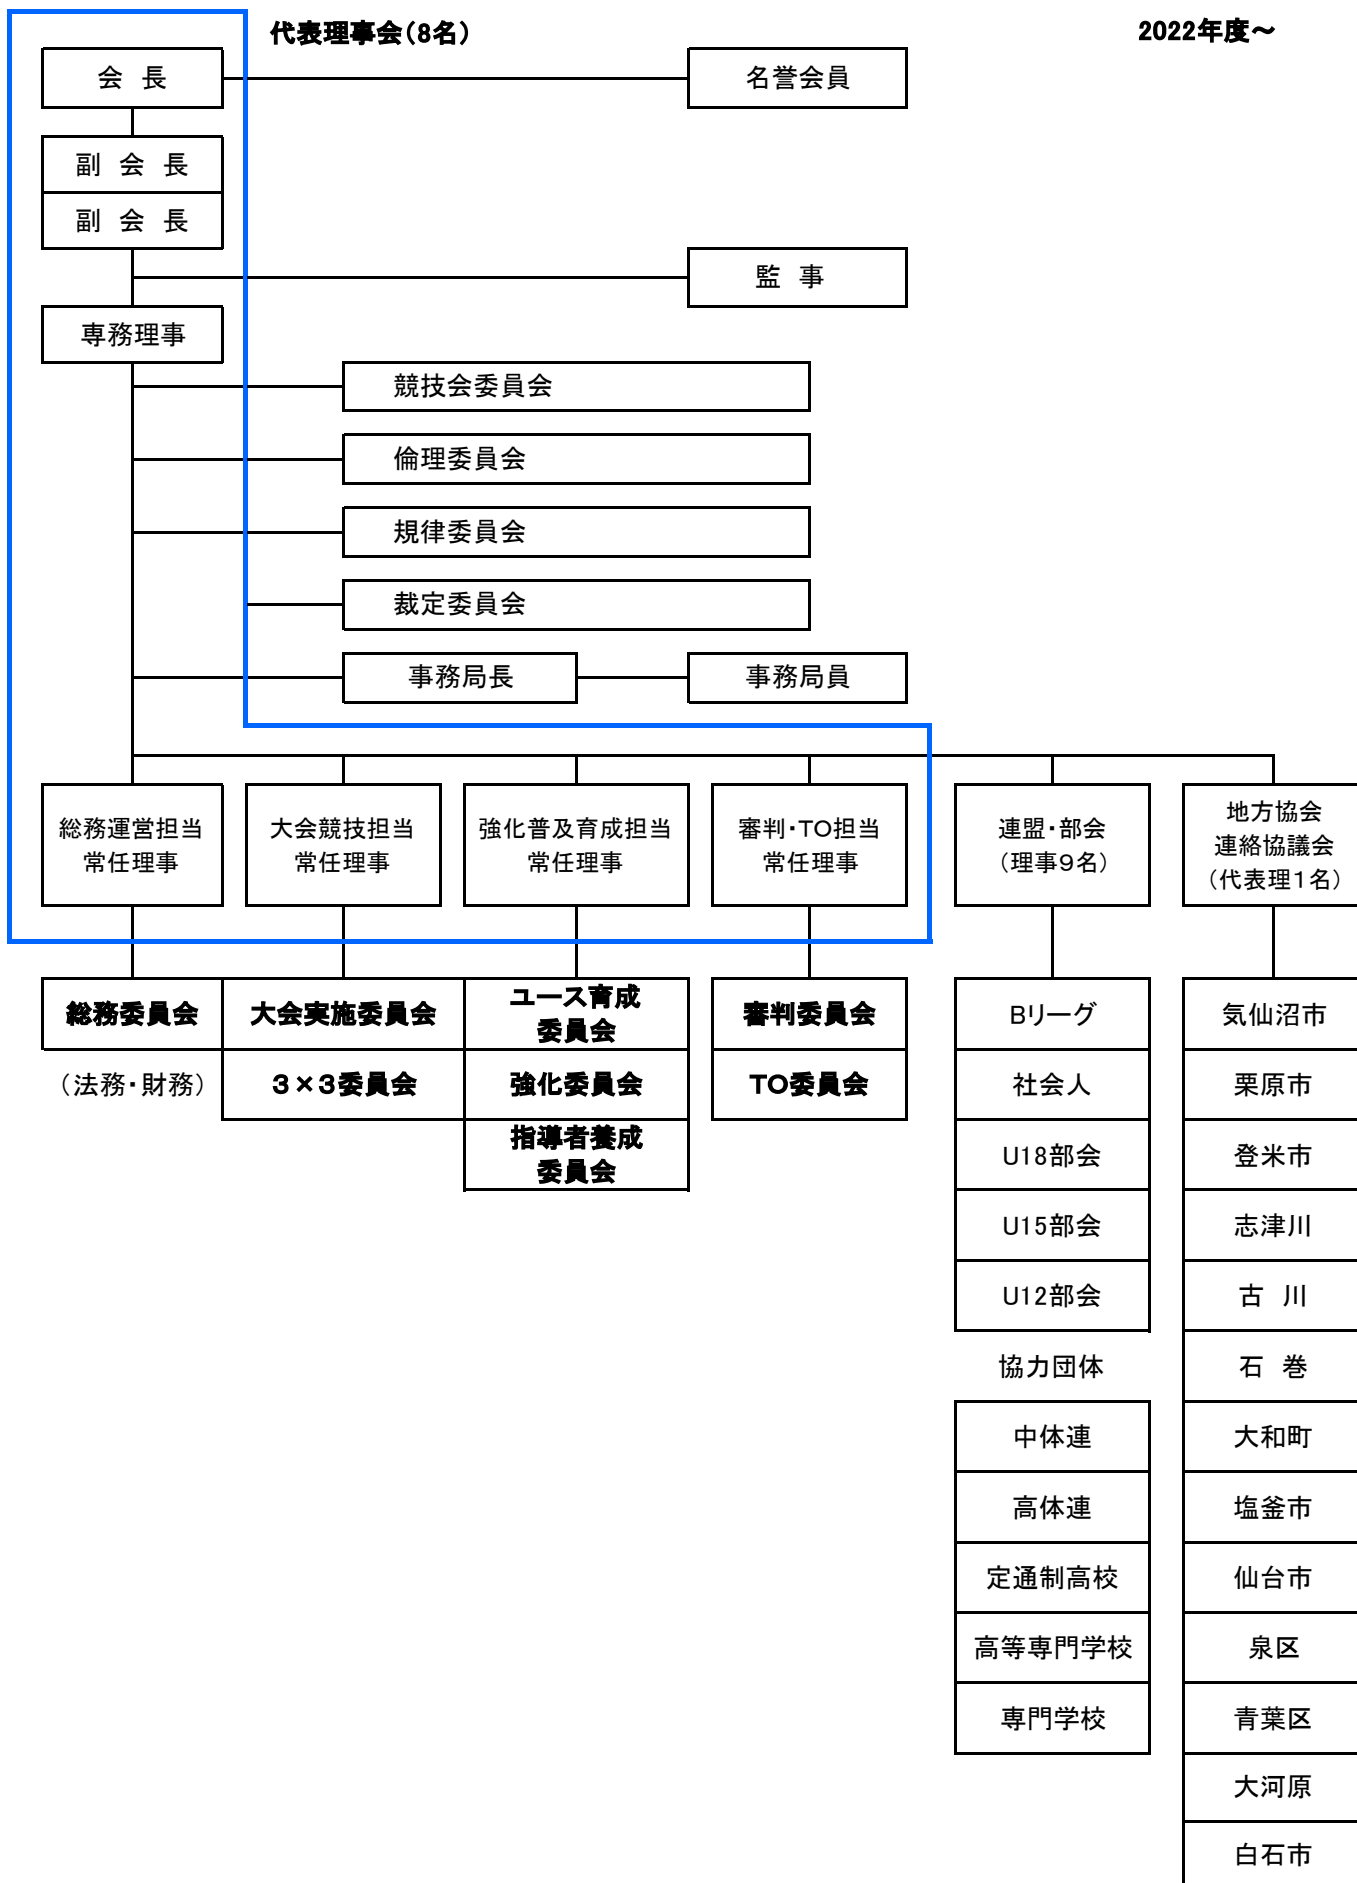 代表理事会(8名)
2022年度～
会 長
名誉会員
副 会 長
副 会 長
監 事
専務理事
競技会委員会
倫理委員会
規律委員会
裁定委員会
事務局長
事務局員
総務運営担当
常任理事
大会競技担当
常任理事
強化普及育成担当
常任理事
審判・TO担当
常任理事
連盟・部会
（理事９名）
地方協会
連絡協議会
（代表理１名）
総務委員会
（法務・財務）
大会実施委員会
３×３委員会
ユース育成
委員会
強化委員会
指導者養成
委員会
審判委員会
TO委員会
Bリーグ
社会人
U18部会
U15部会
U12部会
協力団体
中体連
高体連
定通制高校
高等専門学校
専門学校
気仙沼市
栗原市
登米市
志津川
古 川
石 巻
大和町
塩釜市
仙台市
泉区
青葉区
大河原
白石市